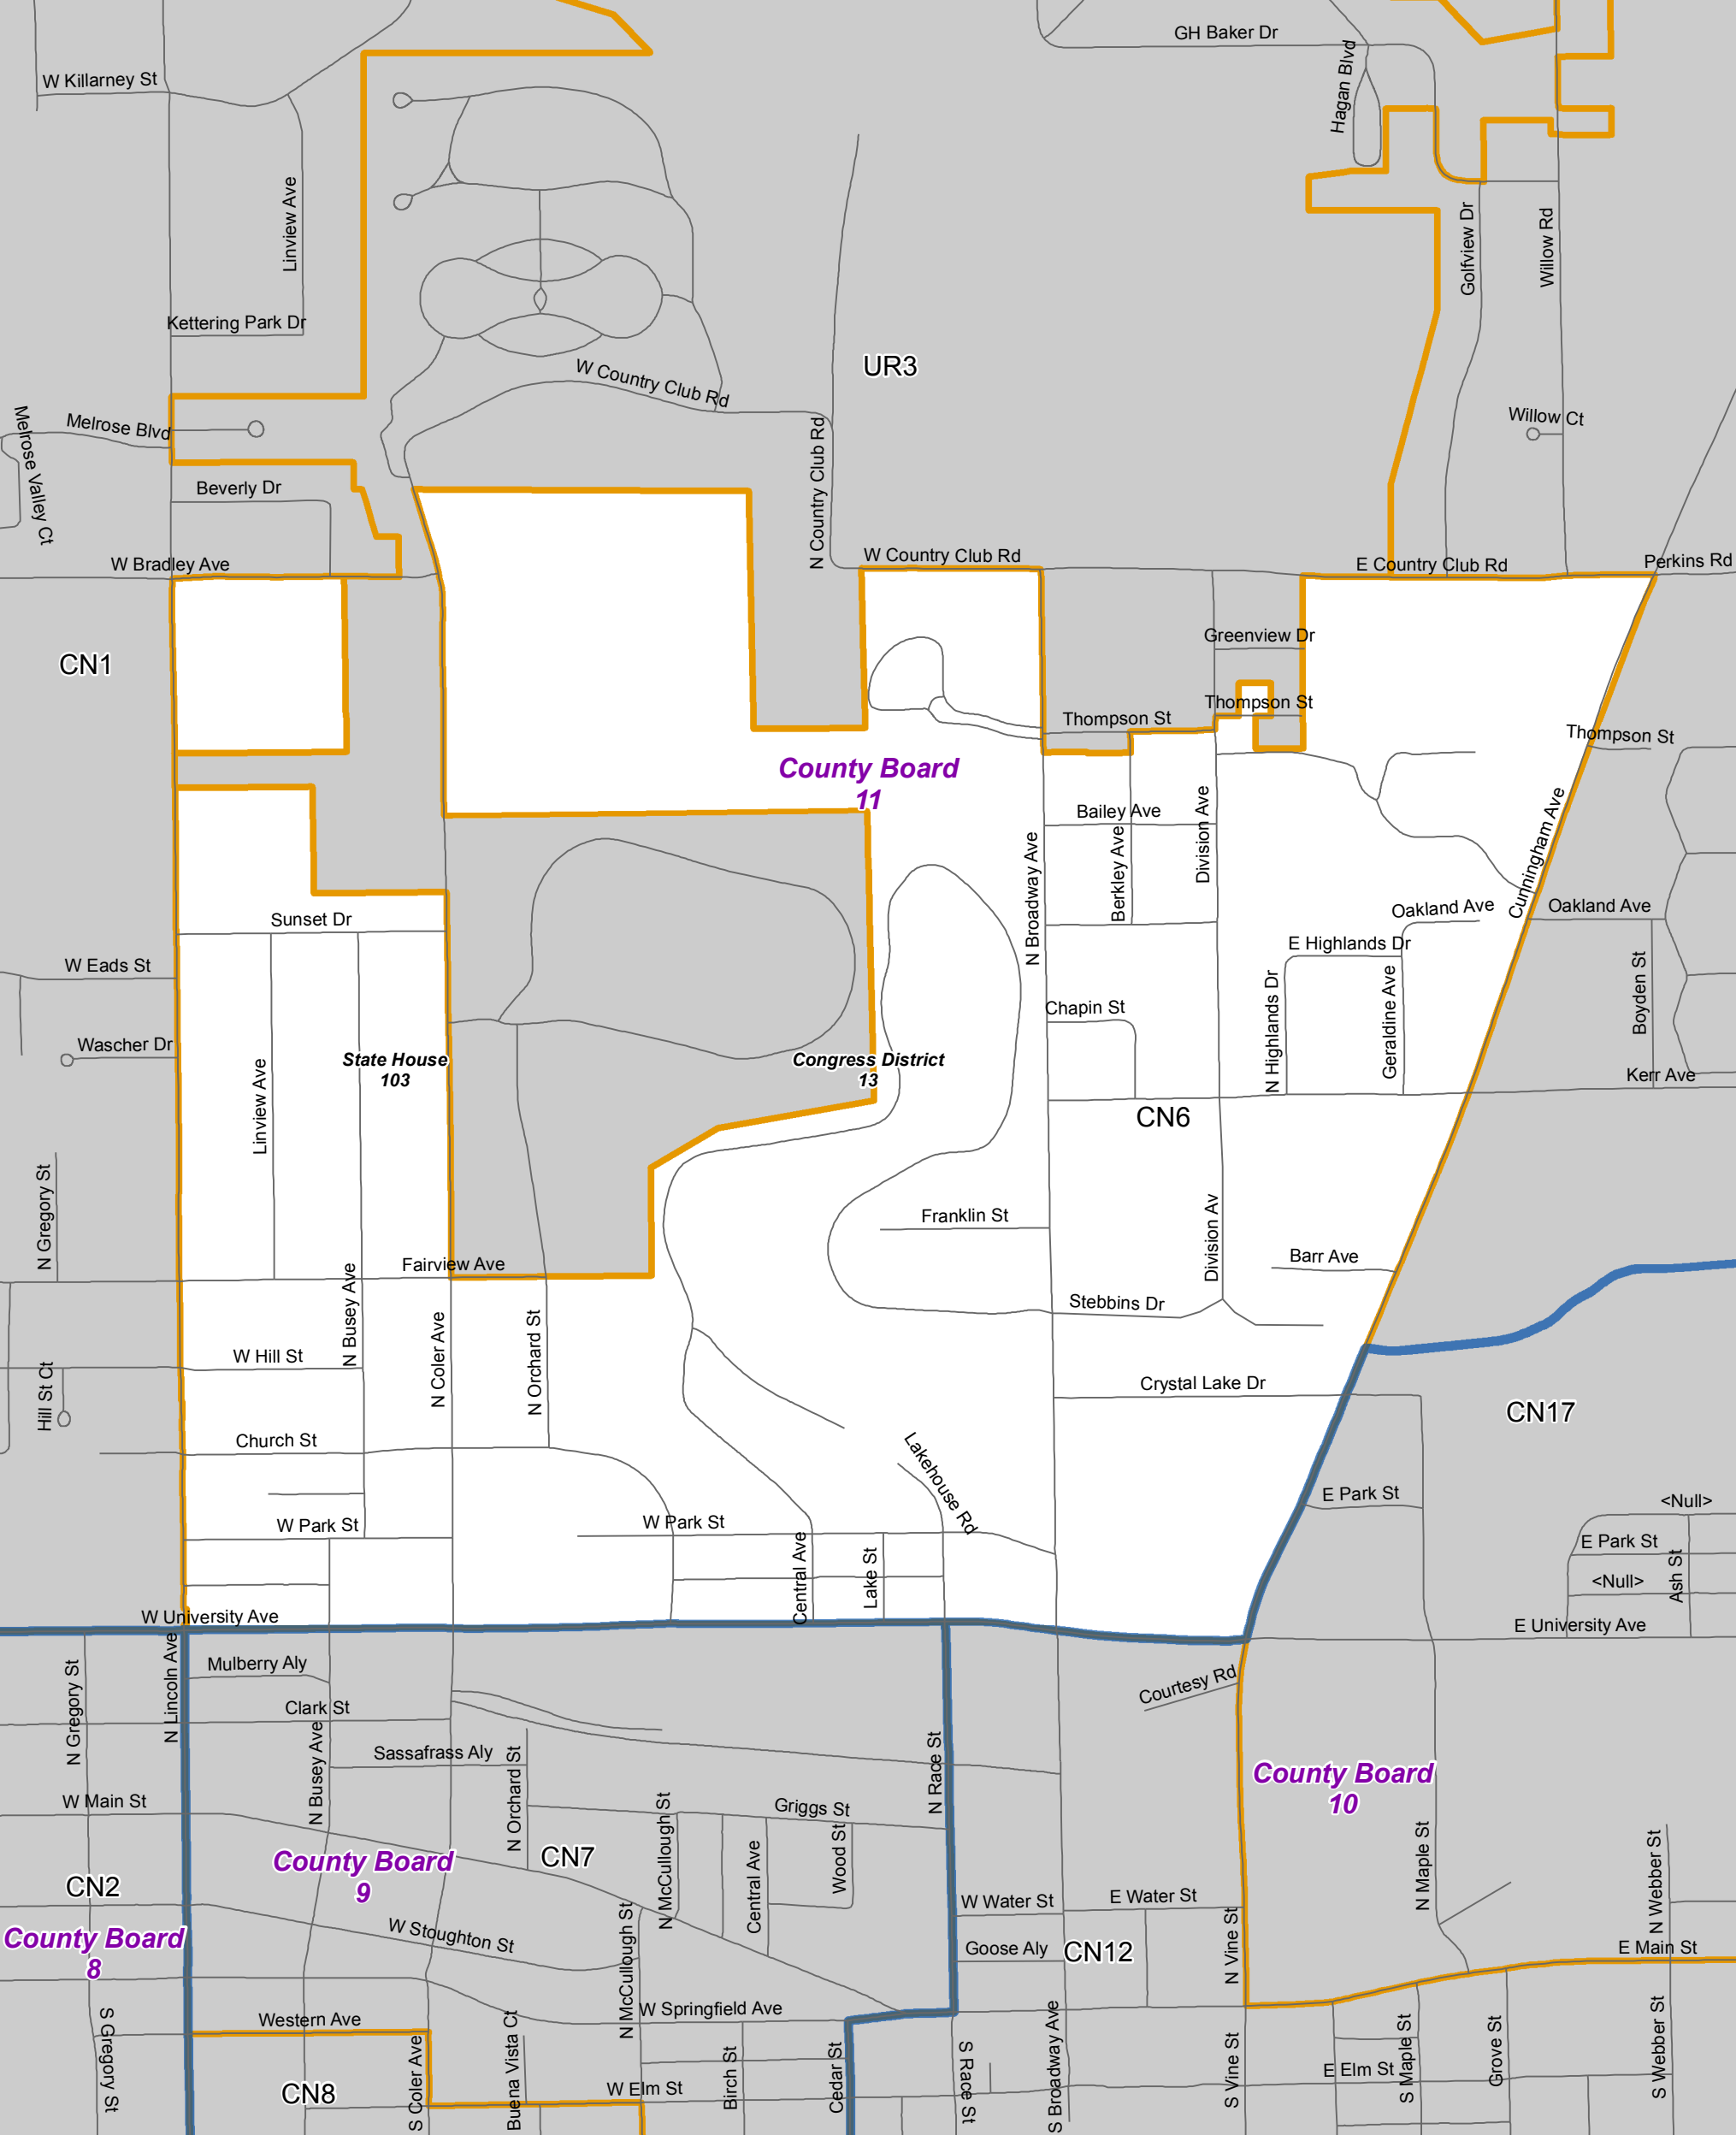 GH Baker Dr
Hagan Blvd
W Killarney St
Linview Ave
Golfview Dr
Willow Rd
Kettering Park Dr
UR3
W Country Club Rd
Melrose Valley Ct
Melrose Blvd
N Country Club Rd
Willow Ct
Beverly Dr
W Bradley Ave
W Country Club Rd
E Country Club Rd
Perkins Rd
CN1
Greenview Dr
Thompson St
Thompson St
Thompson St
County Board
11
Cunningham Ave
Bailey Ave
Berkley Ave
Division Ave
N Broadway Ave
Sunset Dr
Oakland Ave
Oakland Ave
E Highlands Dr
W Eads St
N Highlands Dr
Geraldine Ave
Boyden St
Chapin St
Wascher Dr
Linview Ave
State House
103
Congress District
13
Kerr Ave
CN6
N Gregory St
Franklin St
Division Av
Barr Ave
Fairview Ave
N Busey Ave
N Coler Ave
N Orchard St
Stebbins Dr
W Hill St
Hill St Ct
Crystal Lake Dr
CN17
Church St
Lakehouse Rd
E Park St
<Null>
W Park St
W Park St
Central Ave
Lake St
E Park St
<Null>
Ash St
W University Ave
E University Ave
N Gregory St
N Lincoln Ave
Mulberry Aly
Courtesy Rd
Clark St
N Busey Ave
Sassafrass Aly
N Orchard St
N Race St
County Board
10
W Main St
N McCullough St
Griggs St
Central Ave
Wood St
N Maple St
N Webber St
County Board
9
CN7
CN2
W Water St
E Water St
County Board
8
W Stoughton St
N McCullough St
Goose Aly
CN12
N Vine St
E Main St
W Springfield Ave
Western Ave
S Gregory St
S Coler Ave
Buena Vista Ct
Birch St
Cedar St
S Race St
S Broadway Ave
S Vine St
E Elm St
S Maple St
Grove St
S Webber St
CN8
W Elm St